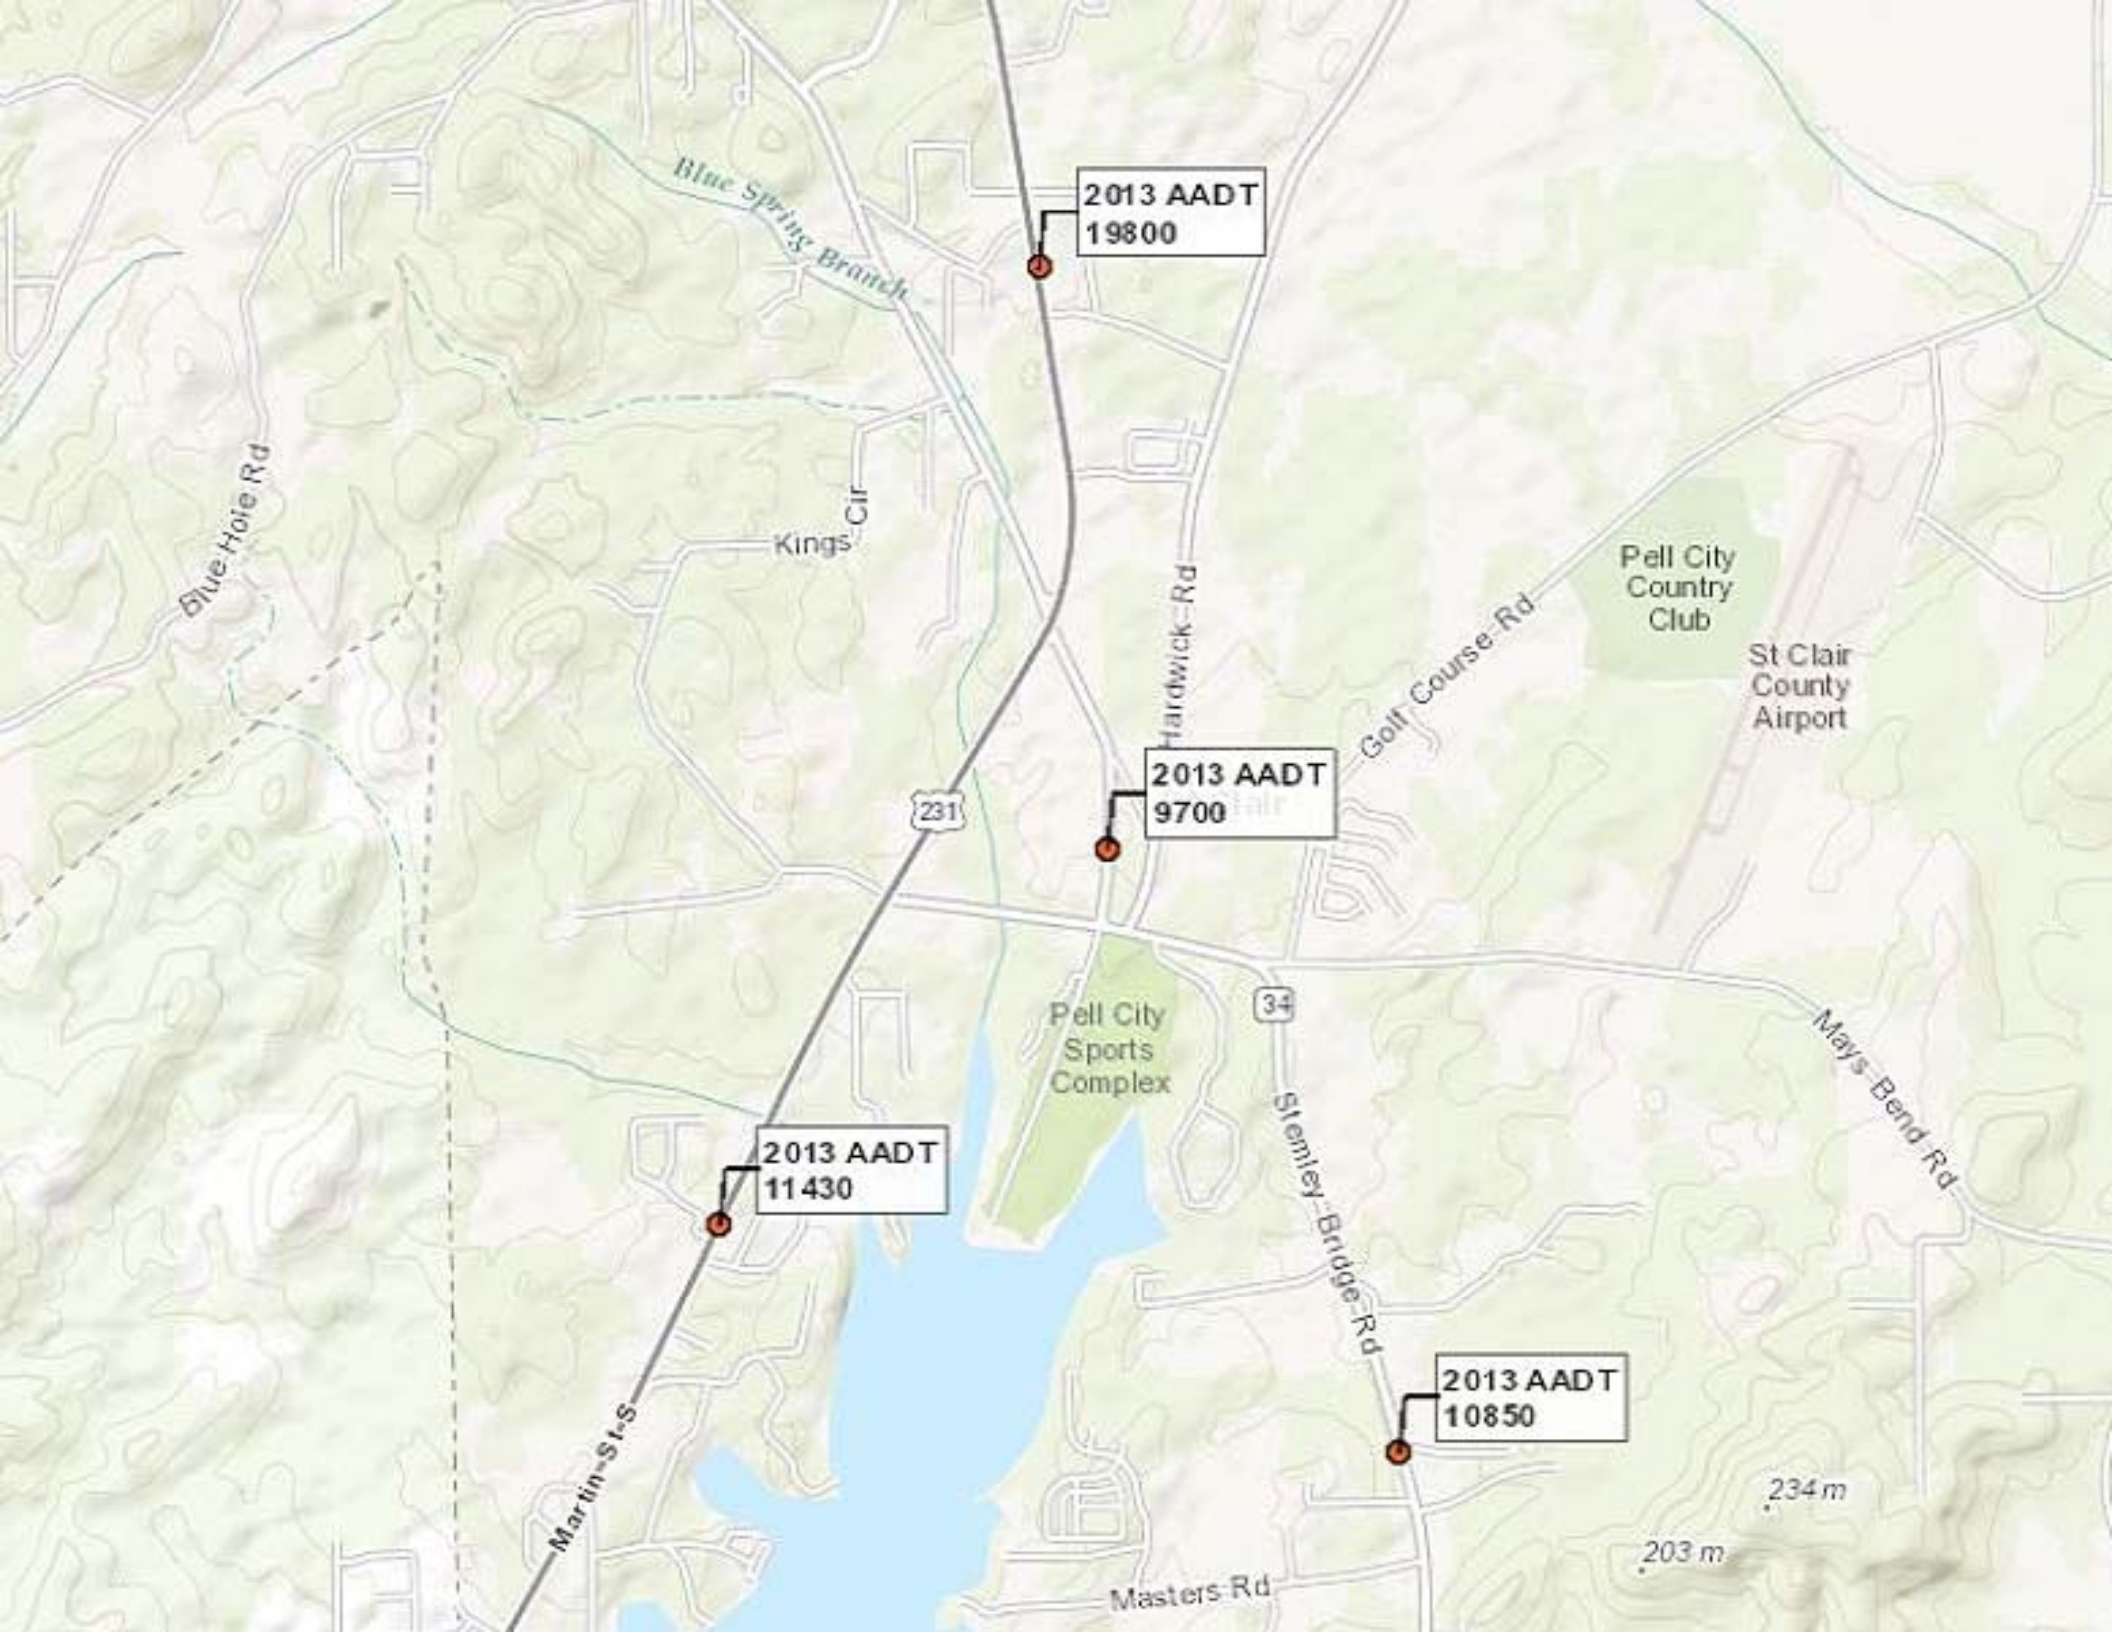 Blue Spring Branch
2013 AADT
19800
Blue Hole Rd
Kings Cir
Hardwick Rd
Golf Course Rd
Pell City
Country
Club
St Clair
County
Airport
2013 AADT
9700
231
34
Pell City
Sports
Complex
Mays Bend Rd
Stemley Bridge Rd
2013 AADT
11430
2013 AADT
10850
Martin St S
234 m
203 m
Masters Rd